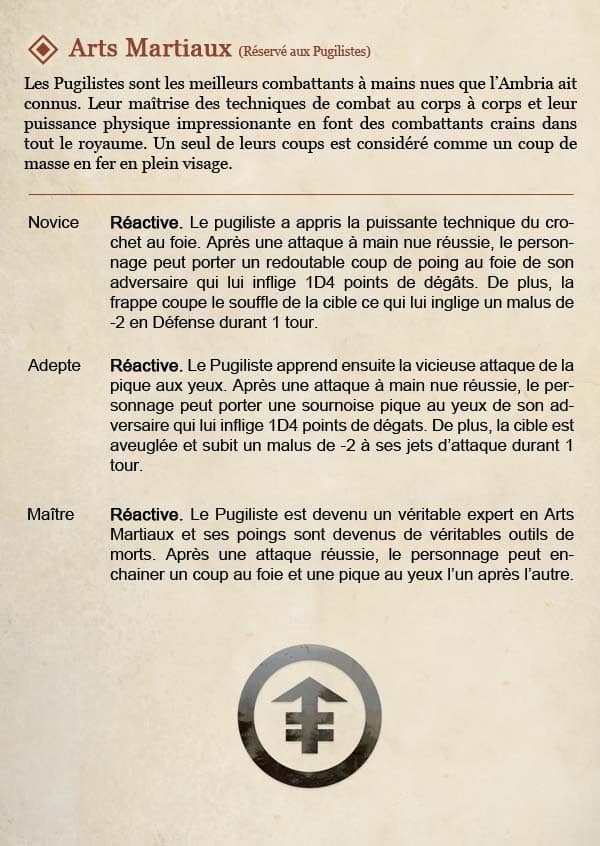 Arts Martiaux (Réservé aux Pugilistes)
Les Pugilistes sont les meilleurs combattants à mains nues que l'Ambria ait
connus. Leur maîtrise des techniques de combat au corps à corps et leur
puissance physique impressionante en font des combattants crains dans
tout le royaume. Un seul de leurs coups est considéré comme un coup de
masse en fer en plein visage.
Novice Réactive. Le pugiliste a appris la puissante technique du cro-
chet au foie. Après une attaque à main nue réussie, le person-
nage peut porter un redoutable coup de poing au foie de son
adversaire qui lui inflige 1D4 points de dégâts. De plus, la
frappe coupe le souffle de la cible ce qui lui inglige un malus de
-2 en Défense durant 1 tour.
Adepte Réactive. Le Pugiliste apprend ensuite la vicieuse attaque de la
pique aux yeux. Après une attaque à main nue réussie, le per-
sonnage peut porter une sournoise pique au yeux de son ad-
versaire qui lui inflige 1D4 points de dégats. De plus, la cible est
aveuglée et subit un malus de -2 à ses jets d'attaque durant 1
tour.
Maître Réactive. Le Pugiliste est devenu un véritable expert en Arts
Martiaux et ses poings sont devenus de véritables outils de
morts. Après une attaque réussie, le personnage peut en-
chainer un coup au foie et une pique au yeux l'un après l'autre.